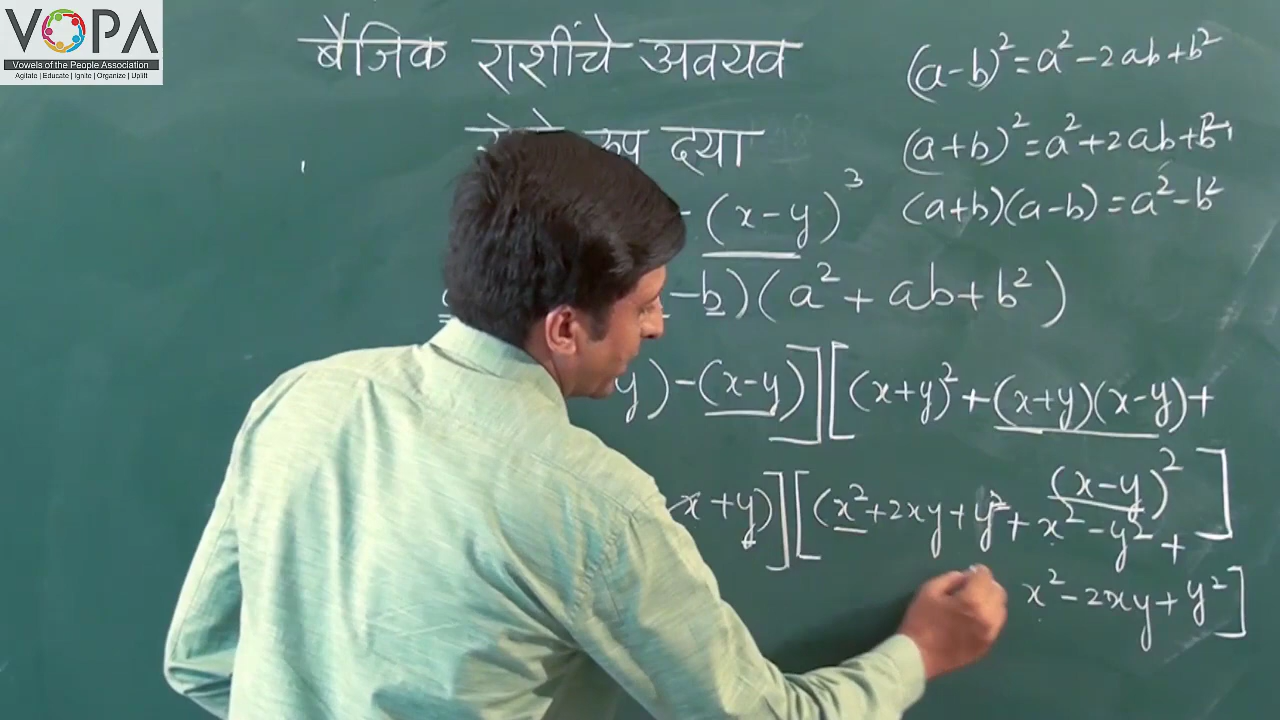 VOPA
Vowels of the People Association
Agitate | Educate | Ignite | Organize | Uplift
बैजिक राशींचे अवयव
रूप दया
(a-b)² = a² - 2ab + b²
(a+b)² = a² + 2ab + b²
(a+b)(a-b) = a² - b²
- (x-y)³
-b)(a² + ab + b²)
y) - (x-y)][(x+y)² + (x+y)(x-y) +
(x-y)²]
x + y)][(x² + 2xy + y² + x² - y² +
x² - 2xy + y²]